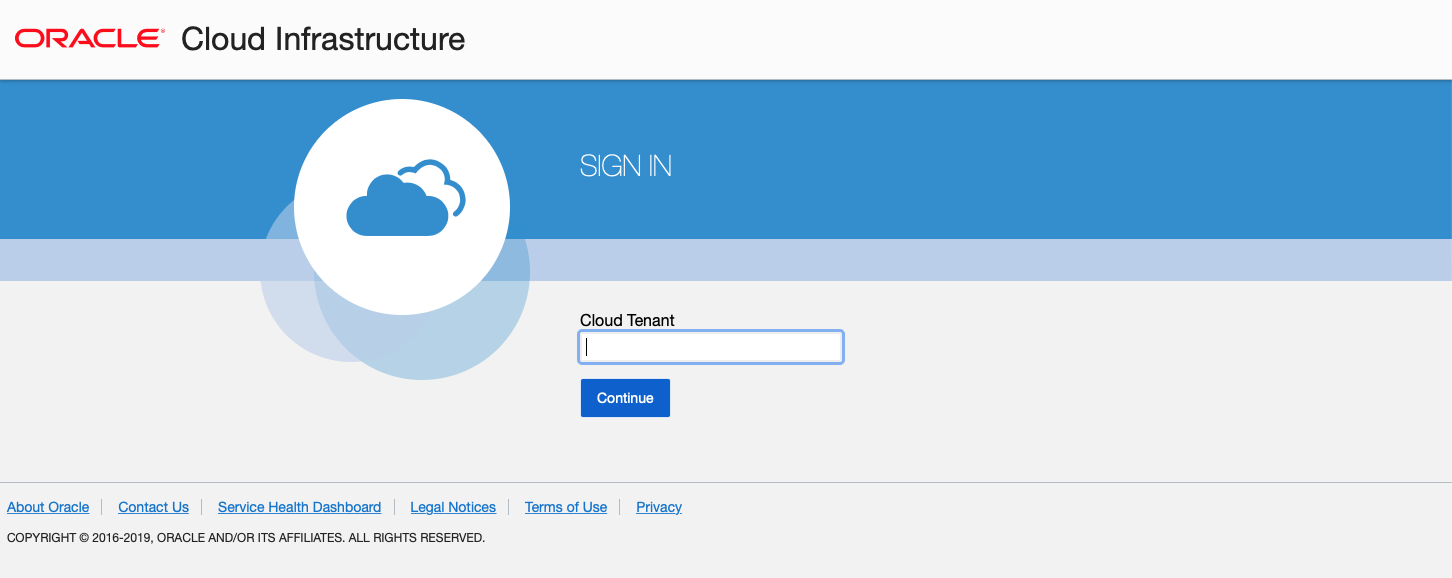 ORACLE® Cloud Infrastructure
SIGN IN
Cloud Tenant
Continue
About Oracle Contact Us Service Health Dashboard Legal Notices Terms of Use Privacy
COPYRIGHT © 2016-2019, ORACLE AND/OR ITS AFFILIATES. ALL RIGHTS RESERVED.